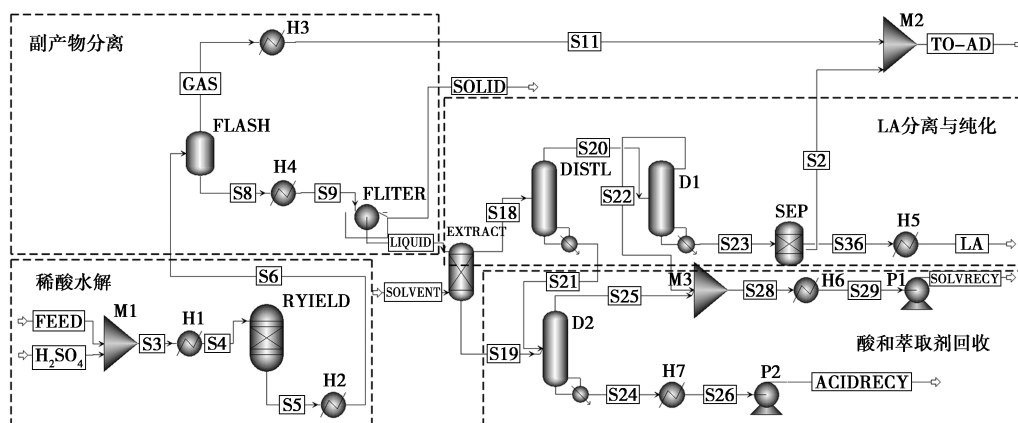 副产物分离
H3
S11
M2
TO-AD
GAS
SOLID
FLASH
LA分离与纯化
S20
S2
DISTL
S22
D1
H4
S8
S9
FLITER
S18
SEP
EXTRACT
LIQUID
S23
S36
H5
LA
稀酸水解
S6
SOLVENT
S21
S25
M3
S28
H6
S29
P1
SOLVRECY
FEED
M1
H1
RYIELD
S3
S4
H₂SO₄
D2
S19
酸和萃取剂回收
H7
P2
S5
H2
S24
S26
ACIDRECY